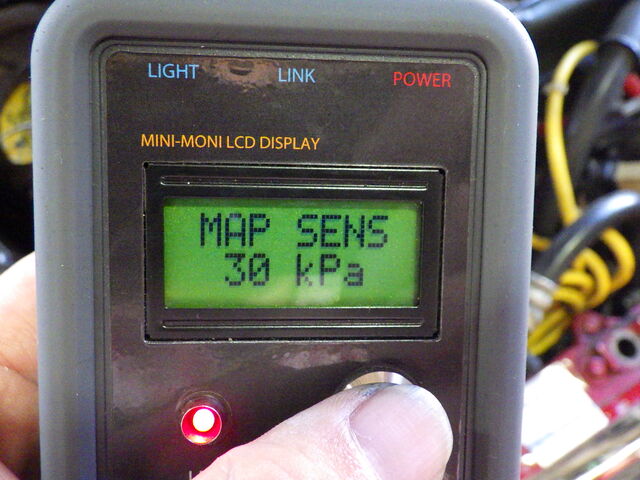 LIGHT LINK POWER
MINI-MONI LCD DISPLAY
MAP SENS
30 kPa